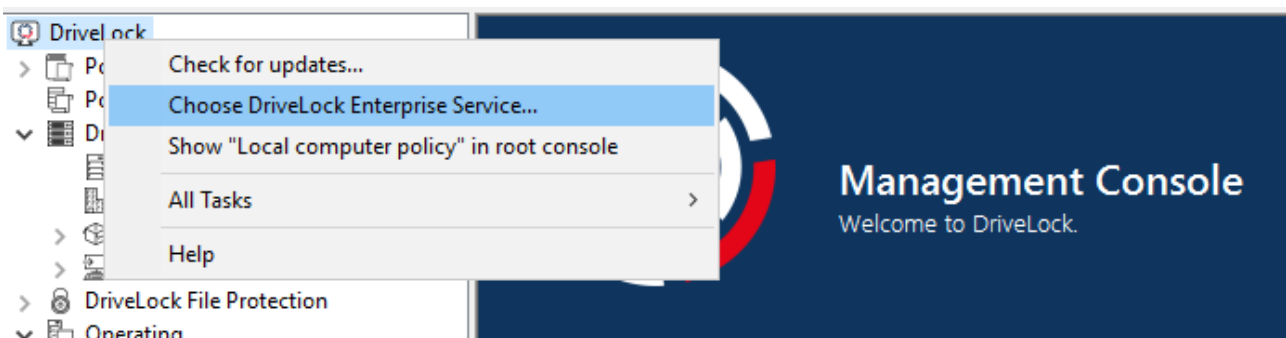 DriveLock
Check for updates...
Choose DriveLock Enterprise Service...
Show "Local computer policy" in root console
All Tasks
Help
DriveLock File Protection
Operating
Management Console
Welcome to DriveLock.